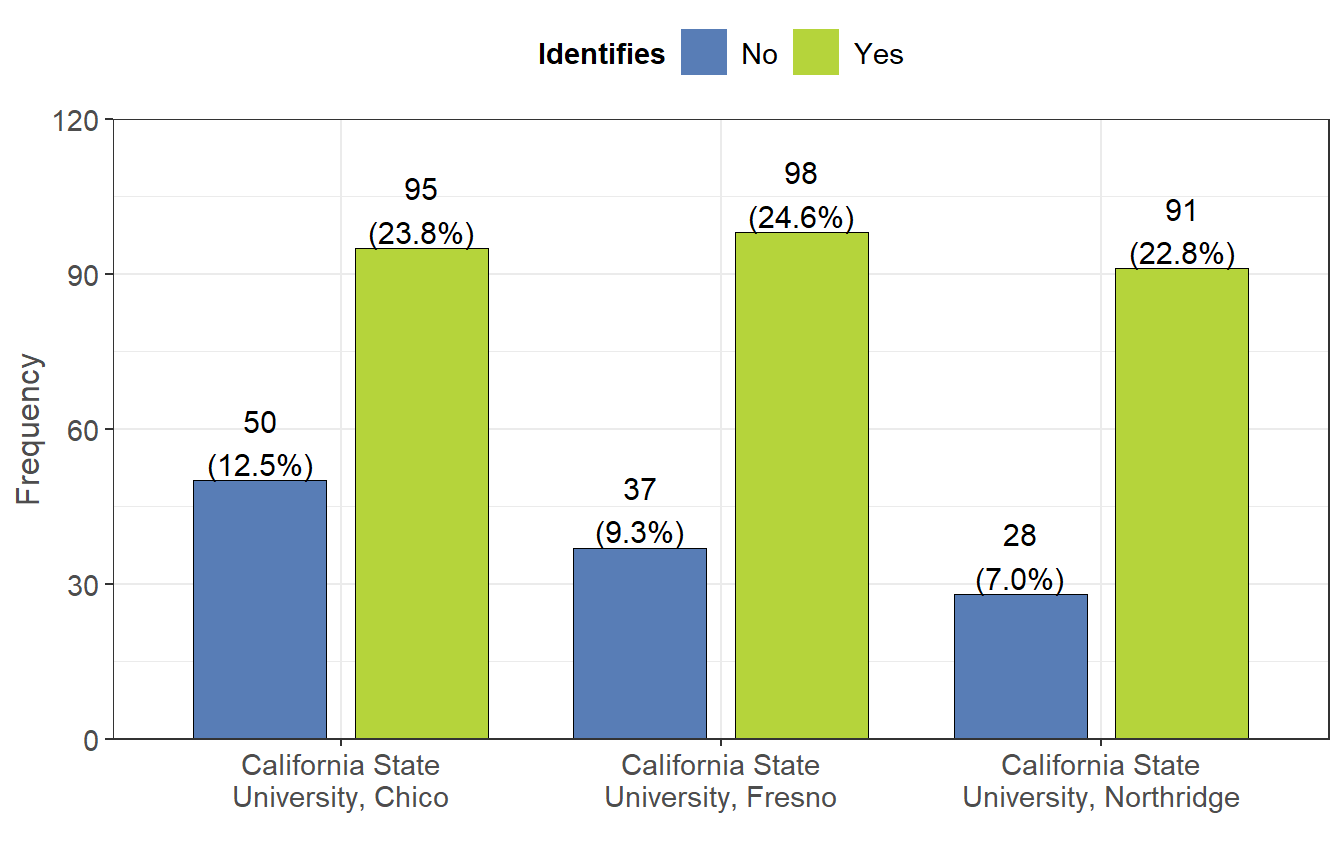 Identifies No Yes
Frequency
120
90
60
30
0
95
(23.8%)
50
(12.5%)
98
(24.6%)
37
(9.3%)
91
(22.8%)
28
(7.0%)
California State
University, Chico
California State
University, Fresno
California State
University, Northridge